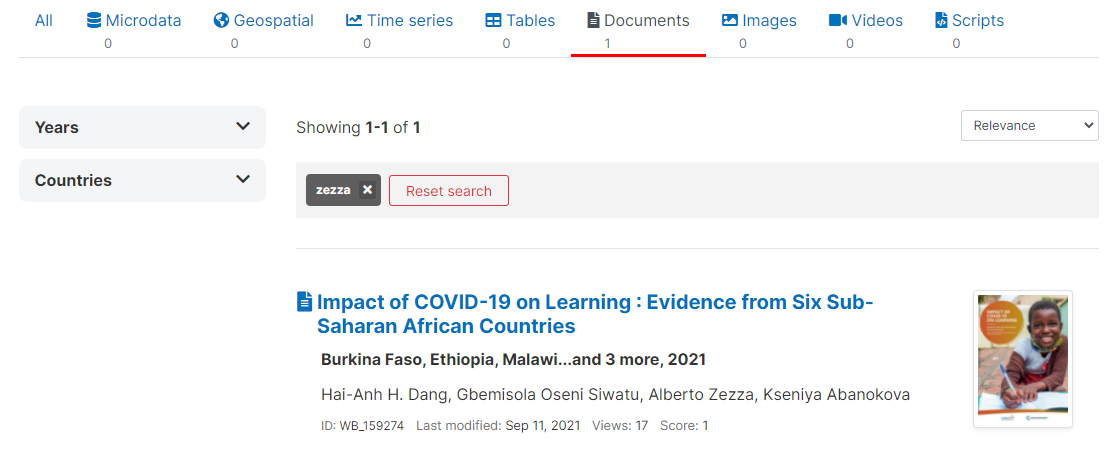 All Microdata Geospatial Time series Tables Documents Images Videos Scripts
0 0 0 0 1 0 0 0
Years
Countries
Showing 1-1 of 1
Relevance
zezza × Reset search
Impact of COVID-19 on Learning : Evidence from Six Sub-
Saharan African Countries
Burkina Faso, Ethiopia, Malawi...and 3 more, 2021
Hai-Anh H. Dang, Gbemisola Oseni Siwatu, Alberto Zezza, Kseniya Abanokova
ID: WB_159274 Last modified: Sep 11, 2021 Views: 17 Score: 1
IMPACT OF
COVID-19
ON LEARNING